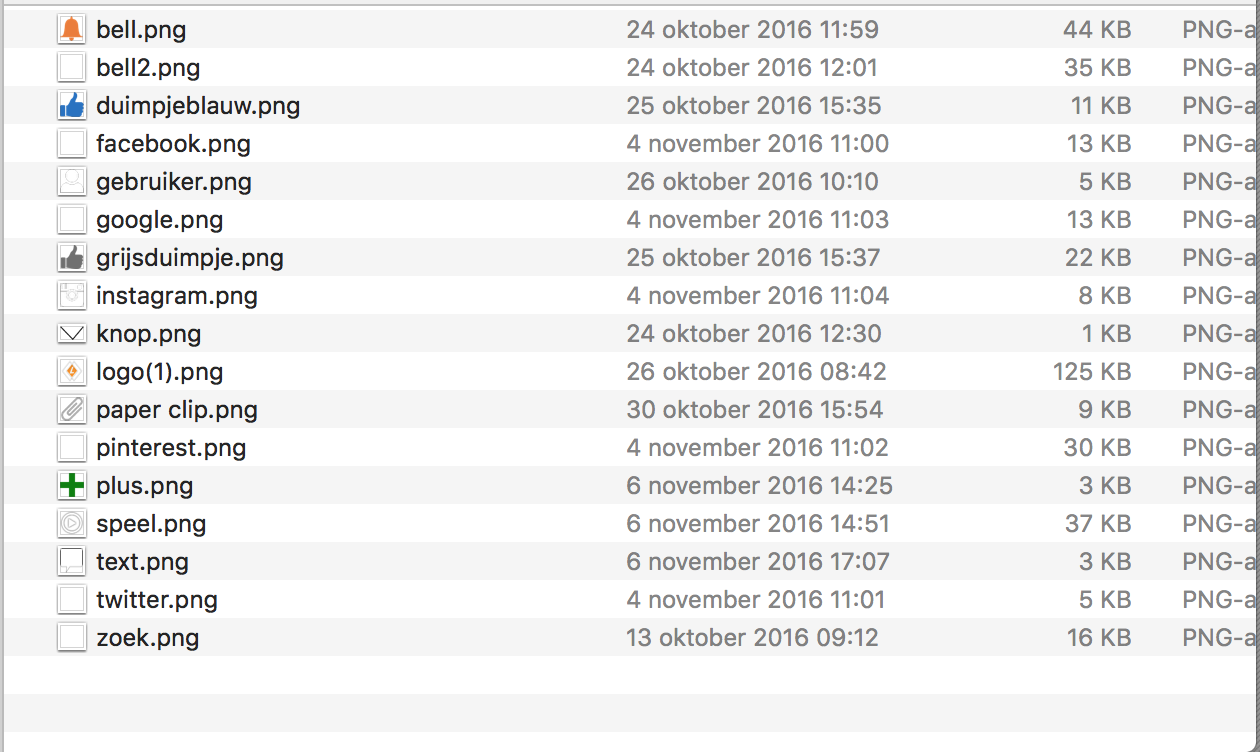 bell.png 24 oktober 2016 11:59 44 KB PNG-a
bell2.png 24 oktober 2016 12:01 35 KB PNG-a
duimpjeblauw.png 25 oktober 2016 15:35 11 KB PNG-a
facebook.png 4 november 2016 11:00 13 KB PNG-a
gebruiker.png 26 oktober 2016 10:10 5 KB PNG-a
google.png 4 november 2016 11:03 13 KB PNG-a
grijsduimpje.png 25 oktober 2016 15:37 22 KB PNG-a
instagram.png 4 november 2016 11:04 8 KB PNG-a
knop.png 24 oktober 2016 12:30 1 KB PNG-a
logo(1).png 26 oktober 2016 08:42 125 KB PNG-a
paper clip.png 30 oktober 2016 15:54 9 KB PNG-a
pinterest.png 4 november 2016 11:02 30 KB PNG-a
plus.png 6 november 2016 14:25 3 KB PNG-a
speel.png 6 november 2016 14:51 37 KB PNG-a
text.png 6 november 2016 17:07 3 KB PNG-a
twitter.png 4 november 2016 11:01 5 KB PNG-a
zoek.png 13 oktober 2016 09:12 16 KB PNG-a